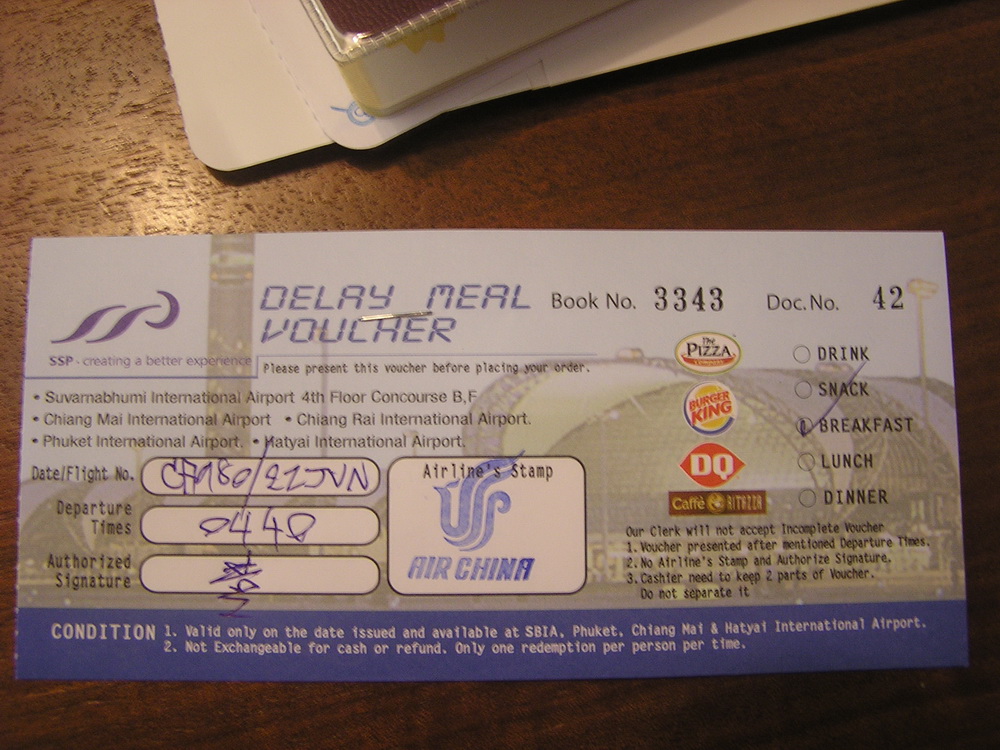 DELAY MEAL
VOUCHER
Book No. 3343
Doc.No. 42
SSP - creating a better experience
Please present this voucher before placing your order.
• Suvarnabhumi International Airport 4th Floor Concourse B,F
• Chiang Mai International Airport • Chiang Rai International Airport.
• Phuket International Airport. • Hatyai International Airport.
Date/Flight No. CA980/22JUN
Departure
Times 0440
Authorized
Signature
Airline's Stamp
AIR CHINA
The
PIZZA
COMPANY
BURGER
KING
DQ
Caffè RITAZZA
DRINK
SNACK
BREAKFAST
LUNCH
DINNER
Our Clerk will not accept Incomplete Voucher
1. Voucher presented after mentioned Departure Times.
2. No Airline's Stamp and Authorize Signature.
3. Cashier need to keep 2 parts of Voucher.
Do not separate it
CONDITION 1. Valid only on the date issued and available at SBIA, Phuket, Chiang Mai & Hatyai International Airport.
2. Not Exchangeable for cash or refund. Only one redemption per person per time.